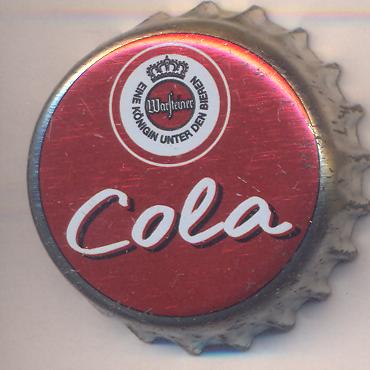 EINE KÖNIGIN UNTER DEN BIEREN
Warsteiner
Cola